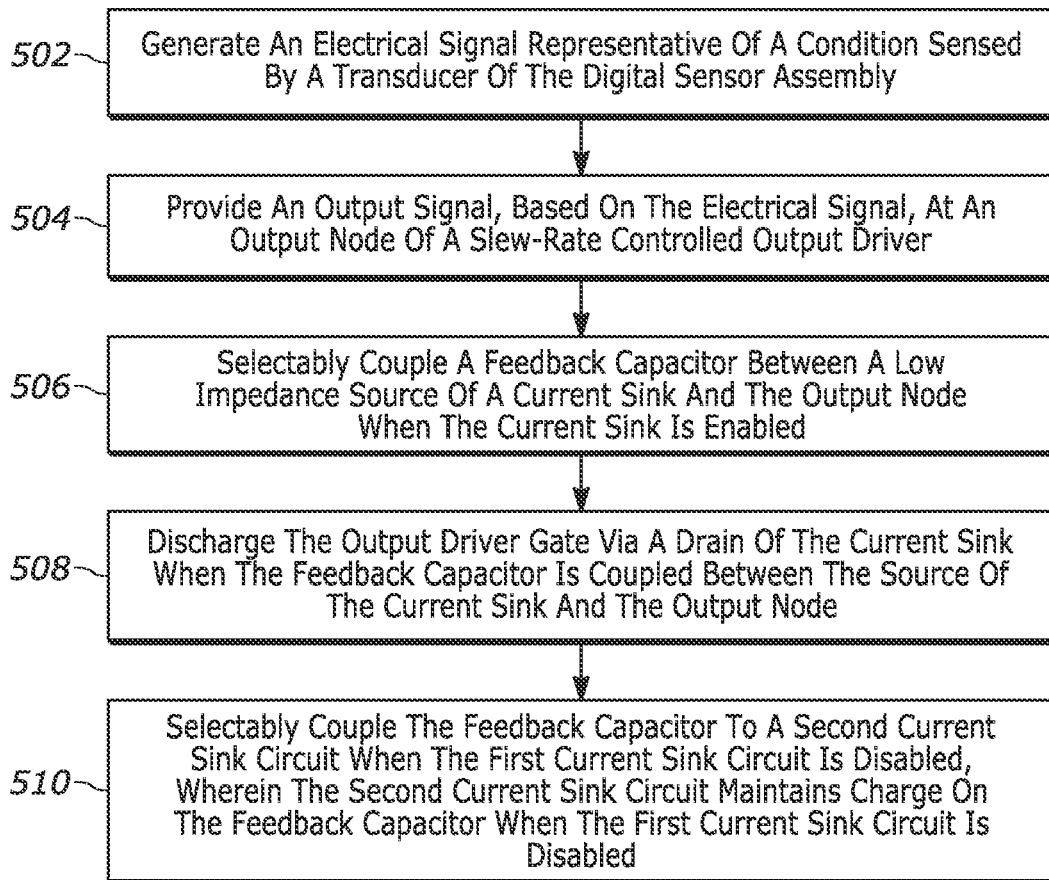 502
Generate An Electrical Signal Representative Of A Condition Sensed
By A Transducer Of The Digital Sensor Assembly
504
Provide An Output Signal, Based On The Electrical Signal, At An
Output Node Of A Slew-Rate Controlled Output Driver
506
Selectably Couple A Feedback Capacitor Between A Low
Impedance Source Of A Current Sink And The Output Node
When The Current Sink Is Enabled
508
Discharge The Output Driver Gate Via A Drain Of The Current Sink
When The Feedback Capacitor Is Coupled Between The Source Of
The Current Sink And The Output Node
510
Selectably Couple The Feedback Capacitor To A Second Current
Sink Circuit When The First Current Sink Circuit Is Disabled,
Wherein The Second Current Sink Circuit Maintains Charge On
The Feedback Capacitor When The First Current Sink Circuit Is
Disabled